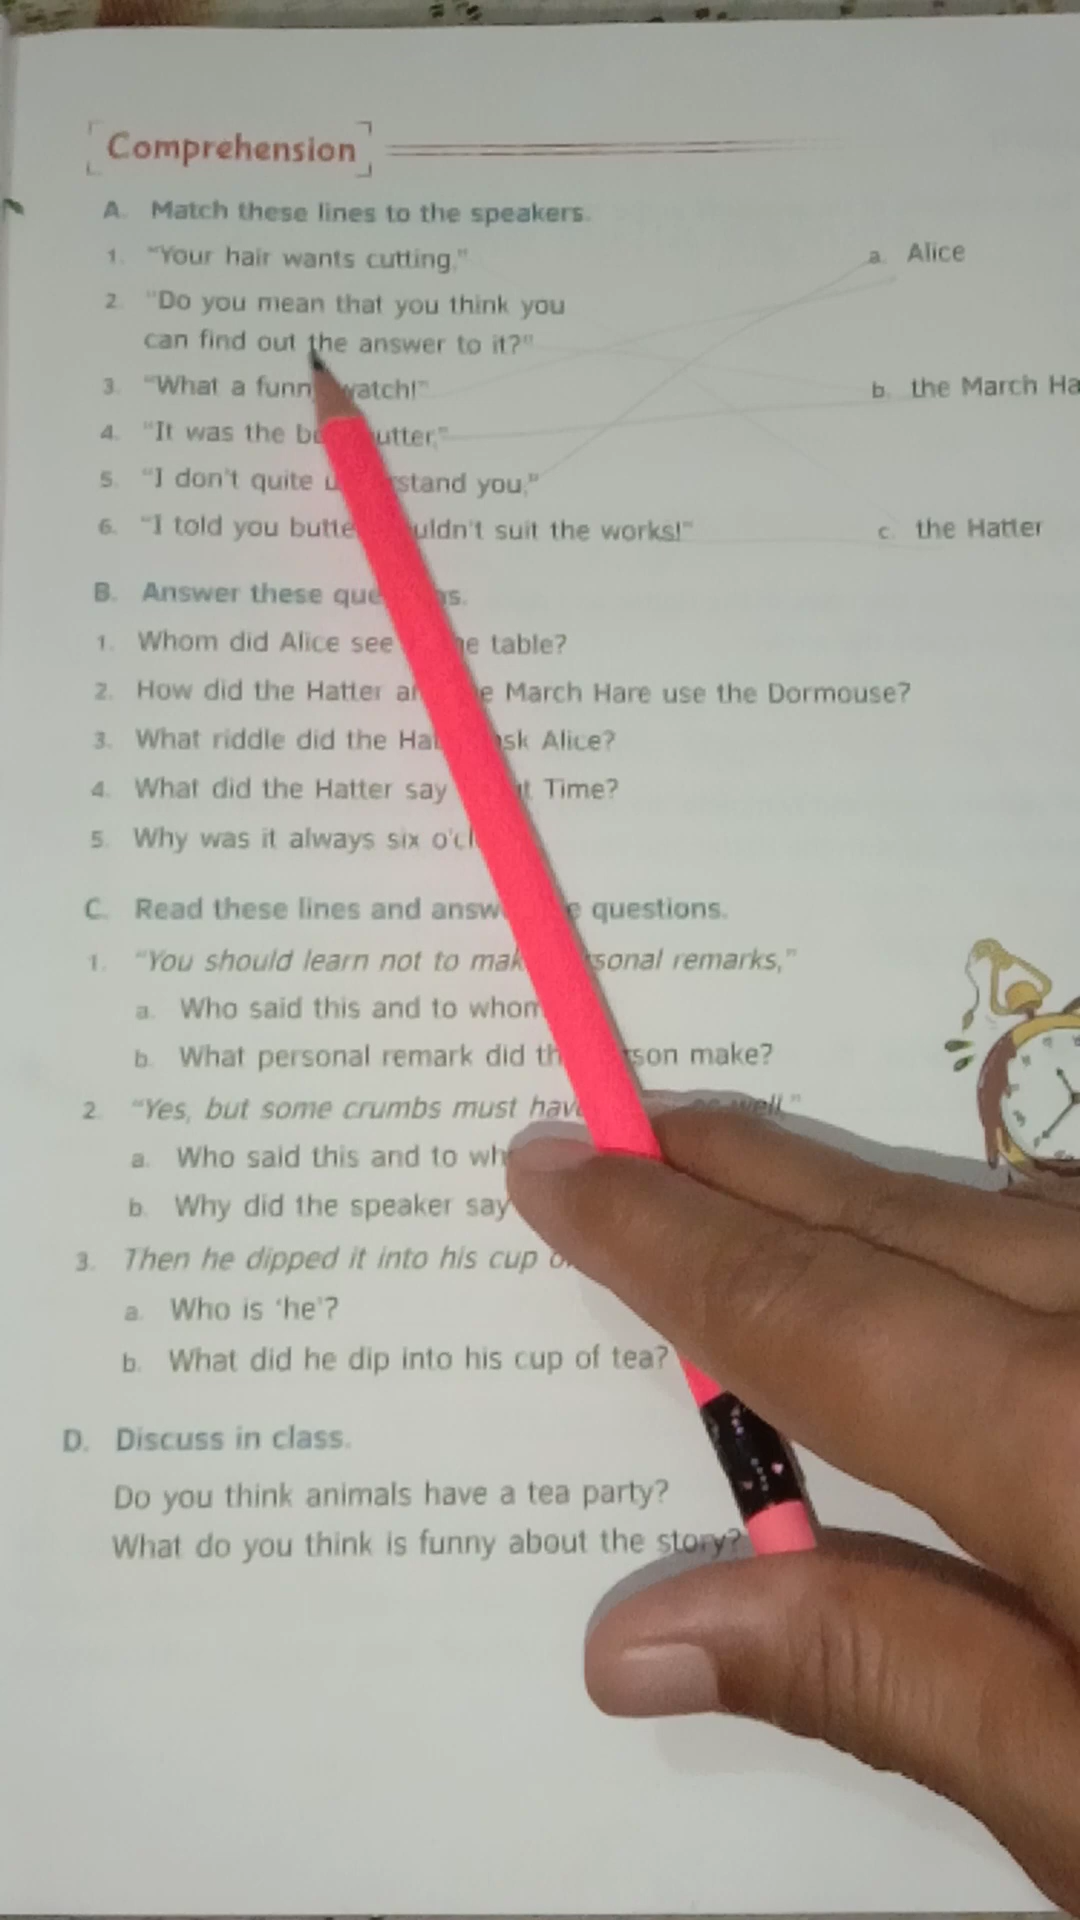 Comprehension
A. Match these lines to the speakers.
1. "Your hair wants cutting,"
a. Alice
2. "Do you mean that you think you
can find out the answer to it?"
3. "What a funn watch!"
b. the March Ha
4. "It was the be utter,"
5. "I don't quite u rstand you,"
6. "I told you butte uldn't suit the works!"
c. the Hatter
B. Answer these que ns.
1. Whom did Alice see he table?
2. How did the Hatter an e March Hare use the Dormouse?
3. What riddle did the Ha sk Alice?
4. What did the Hatter say t Time?
5. Why was it always six o'cl
C. Read these lines and answ e questions.
1. "You should learn not to mak sonal remarks,"
a. Who said this and to whom
b. What personal remark did th son make?
2. "Yes, but some crumbs must have well."
a. Who said this and to wh
b. Why did the speaker say
3. Then he dipped it into his cup o
a. Who is 'he'?
b. What did he dip into his cup of tea?
D. Discuss in class.
Do you think animals have a tea party?
What do you think is funny about the story?